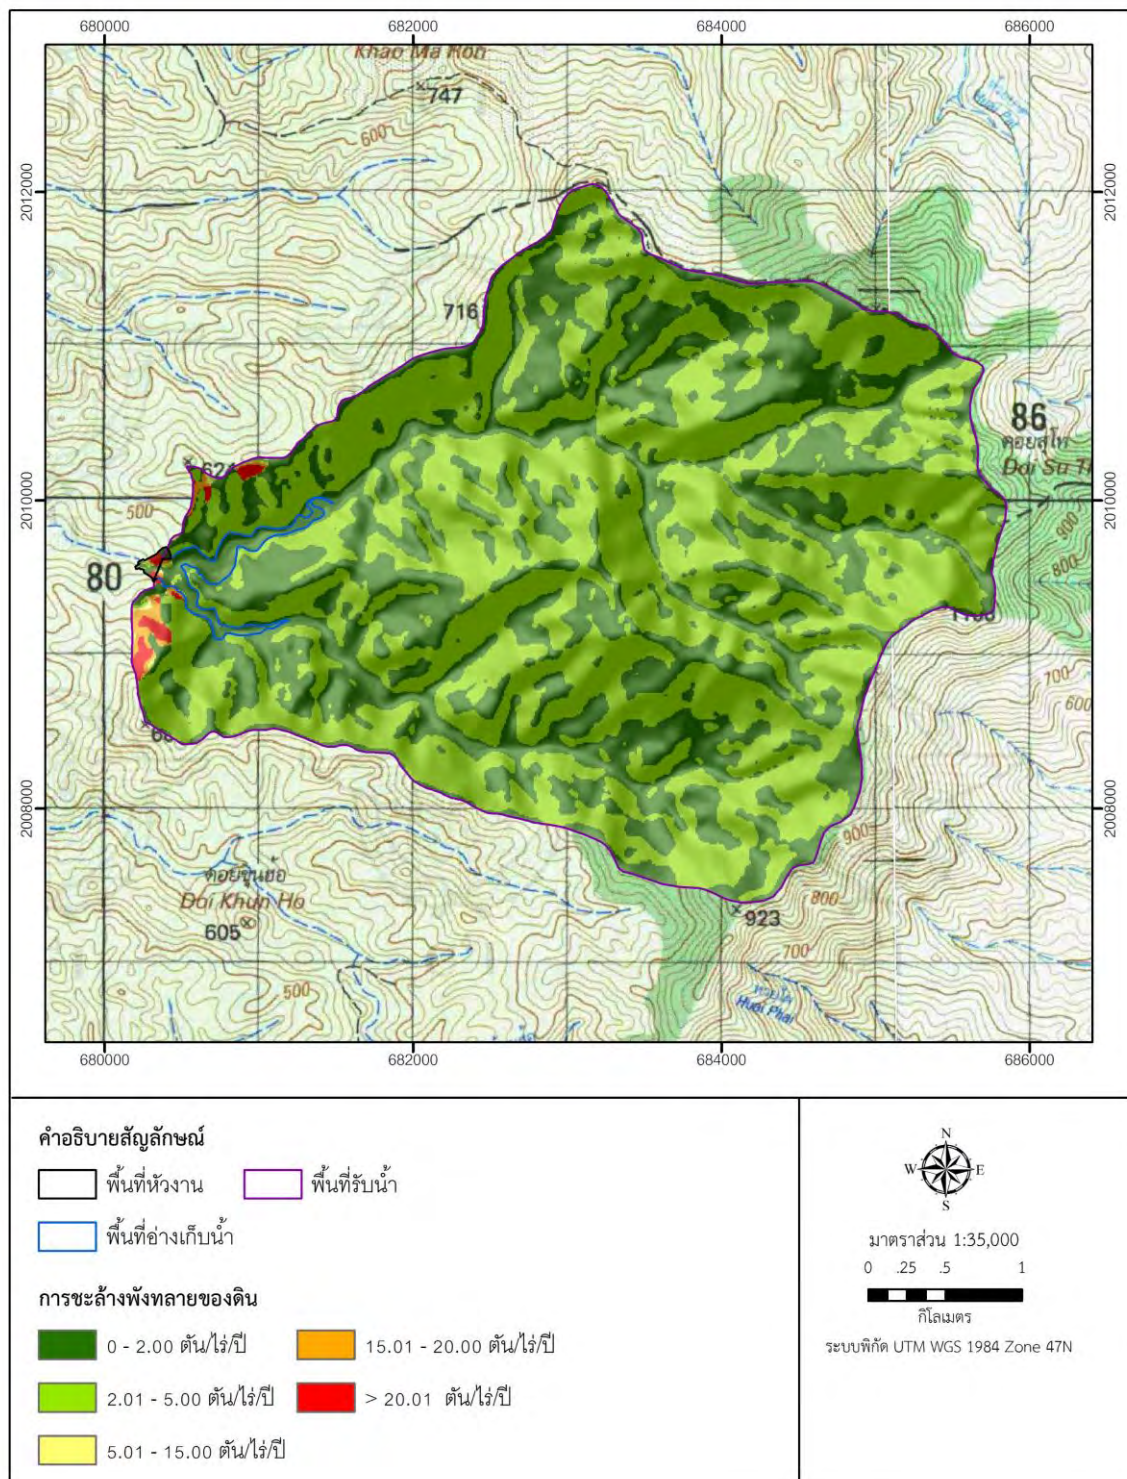 680000 682000 684000 686000
Khao Ma Hon
747
600
2012000 2012000
716
86
ดอยสุโท
Doi Su T
624
2010000 2010000
500
900
800
80
1100
700
600
2008000 2008000
900
ดอยขุนห้อ
Doi Khun Ho
605
800
923
700
500
Huai Phai
680000 682000 684000 686000
คำอธิบายสัญลักษณ์
พื้นที่หัวงาน พื้นที่รับน้ำ
พื้นที่อ่างเก็บน้ำ
การชะล้างพังทลายของดิน
0 - 2.00 ตัน/ไร่/ปี 15.01 - 20.00 ตัน/ไร่/ปี
2.01 - 5.00 ตัน/ไร่/ปี > 20.01 ตัน/ไร่/ปี
5.01 - 15.00 ตัน/ไร่/ปี
N
W E
S
มาตราส่วน 1:35,000
0 .25 .5 1
กิโลเมตร
ระบบพิกัด UTM WGS 1984 Zone 47N